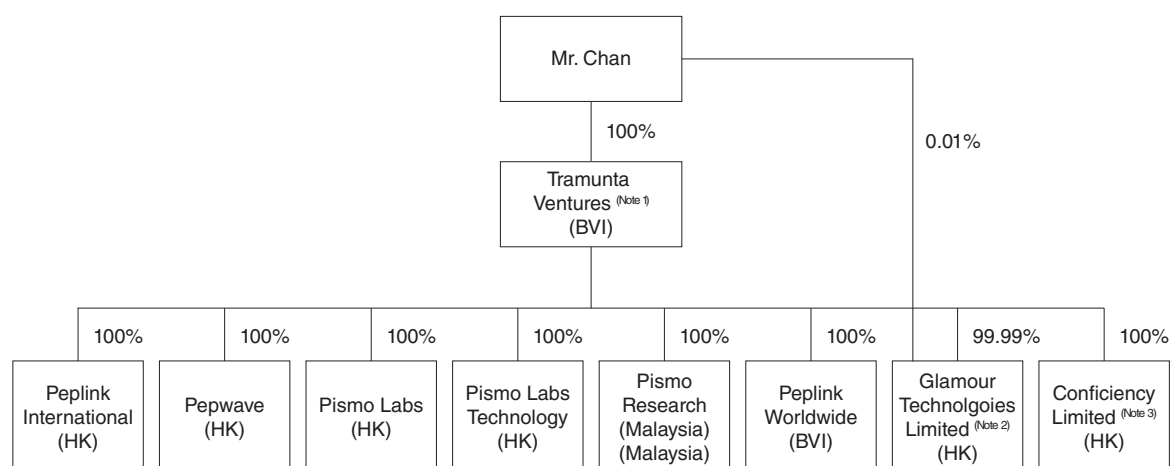 Mr. Chan
100%
0.01%
Tramunta
Ventures (Note 1)
(BVI)
100%
100%
100%
100%
100%
100%
99.99%
100%
Peplink
International
(HK)
Pepwave
(HK)
Pismo Labs
(HK)
Pismo Labs
Technology
(HK)
Pismo
Research
(Malaysia)
(Malaysia)
Peplink
Worldwide
(BVI)
Glamour
Technolgoies
Limited (Note 2)
(HK)
Conficiency
Limited (Note 3)
(HK)